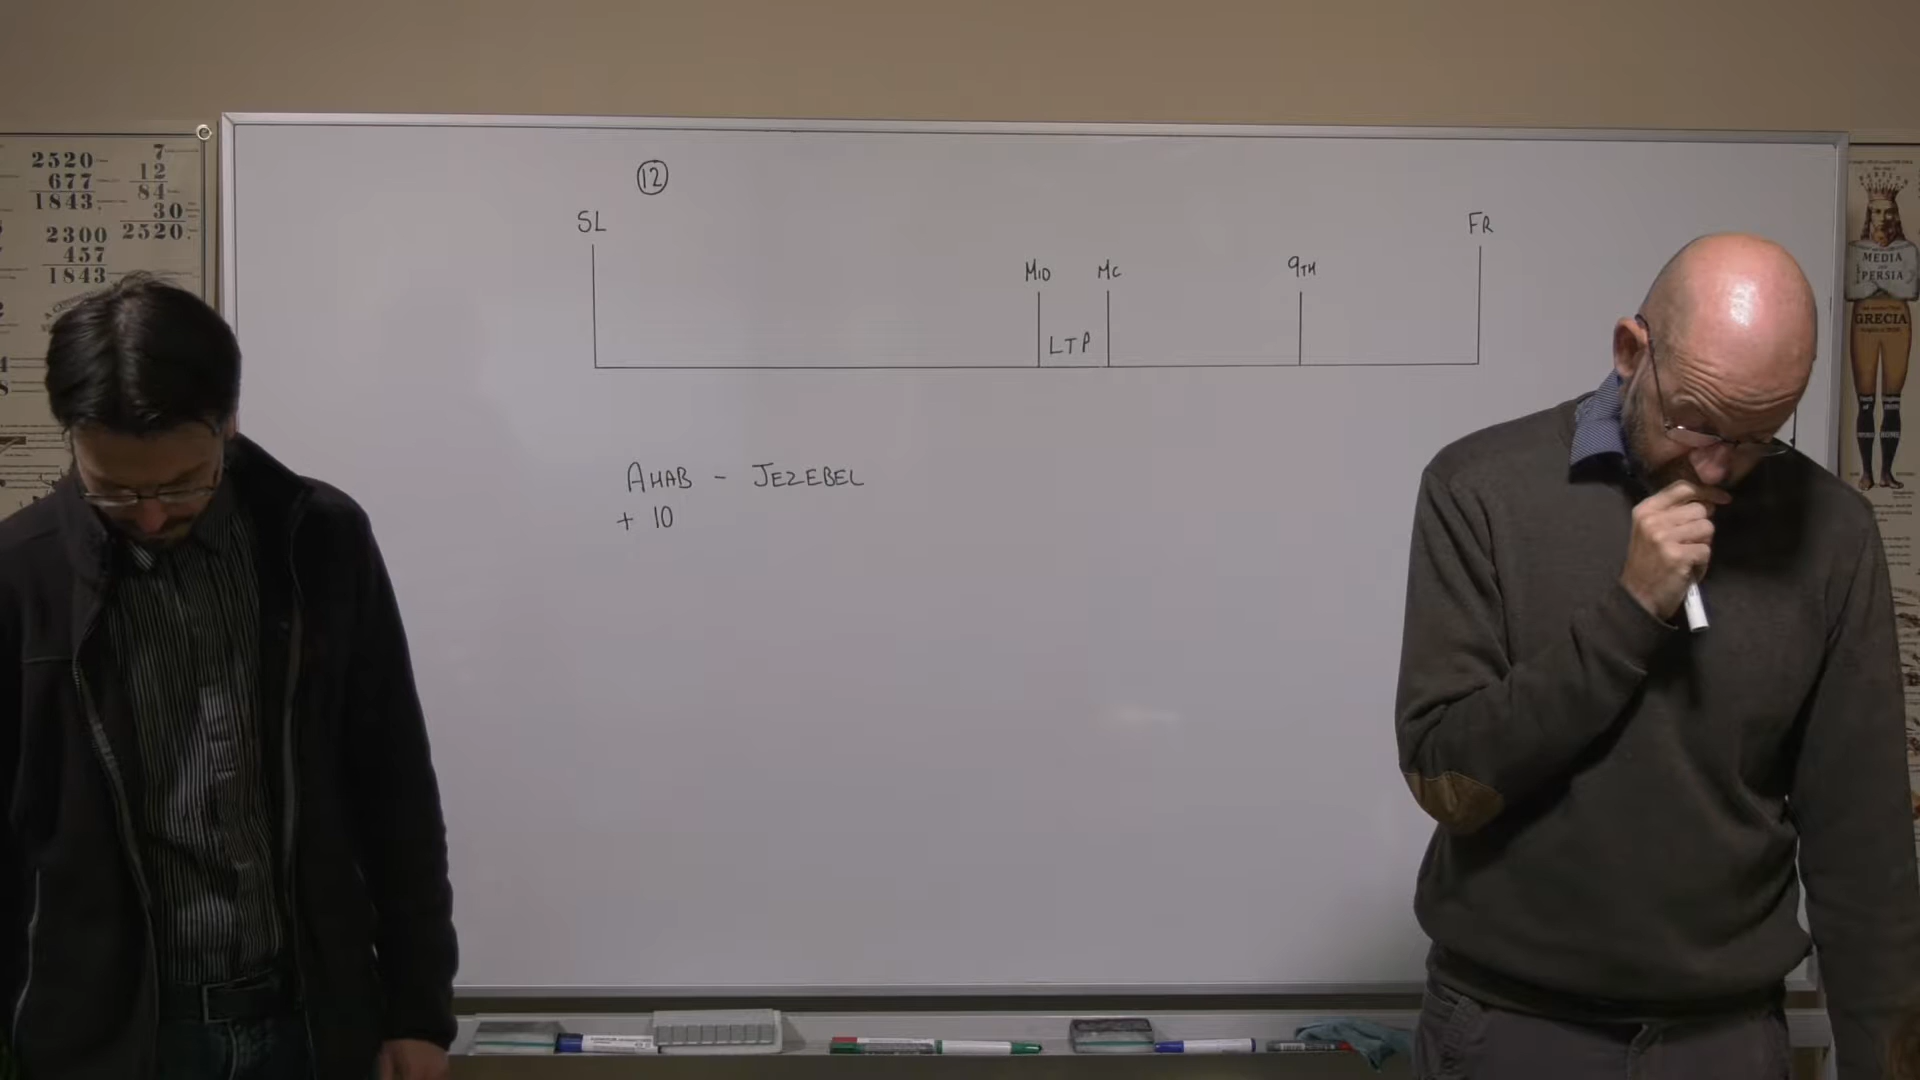 2520
677
1843
7
12
84
30
2520
2300
457
1843
12
SL
FR
MID
MC
9TH
LTP
AHAB - JEZEBEL
+ 10
MEDIA
PERSIA
GRECIA